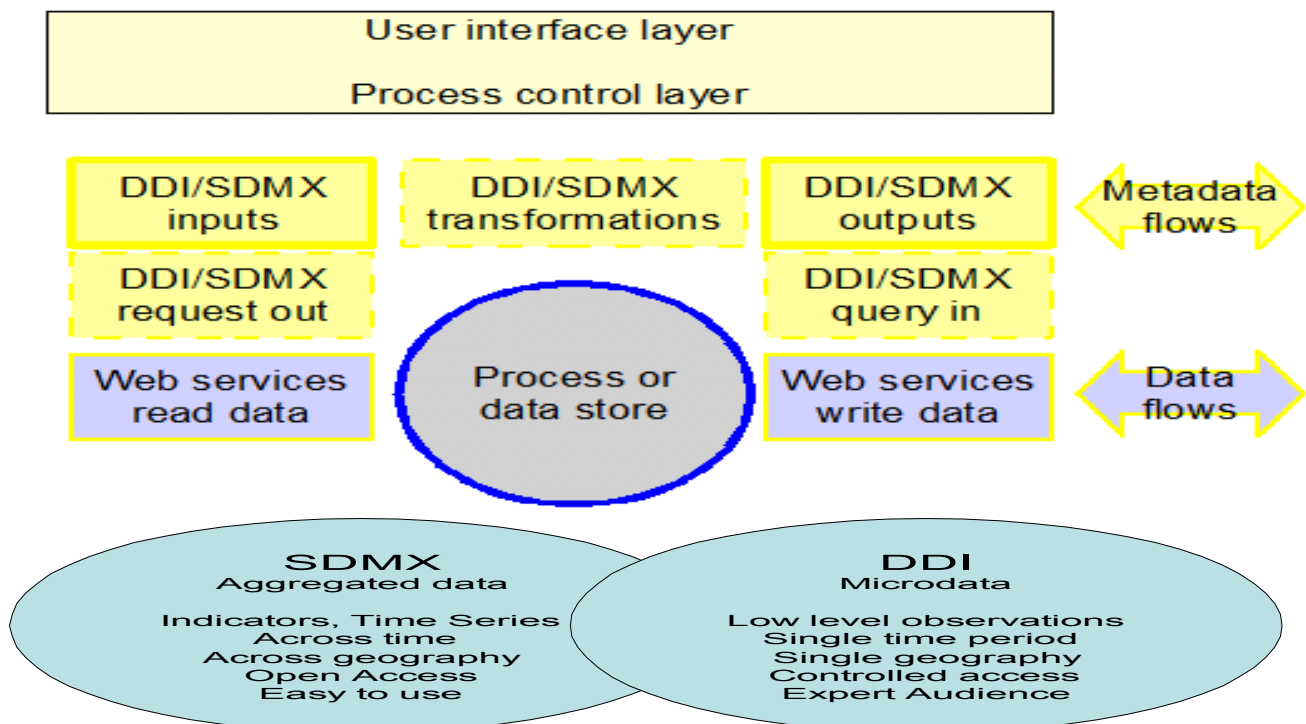 User interface layer
Process control layer
DDI/SDMX
inputs
DDI/SDMX
transformations
DDI/SDMX
outputs
Metadata
flows
DDI/SDMX
request out
DDI/SDMX
query in
Web services
read data
Process or
data store
Web services
write data
Data
flows
SDMX
Aggregated data
Indicators, Time Series
Across time
Across geography
Open Access
Easy to use
DDI
Microdata
Low level observations
Single time period
Single geography
Controlled access
Expert Audience